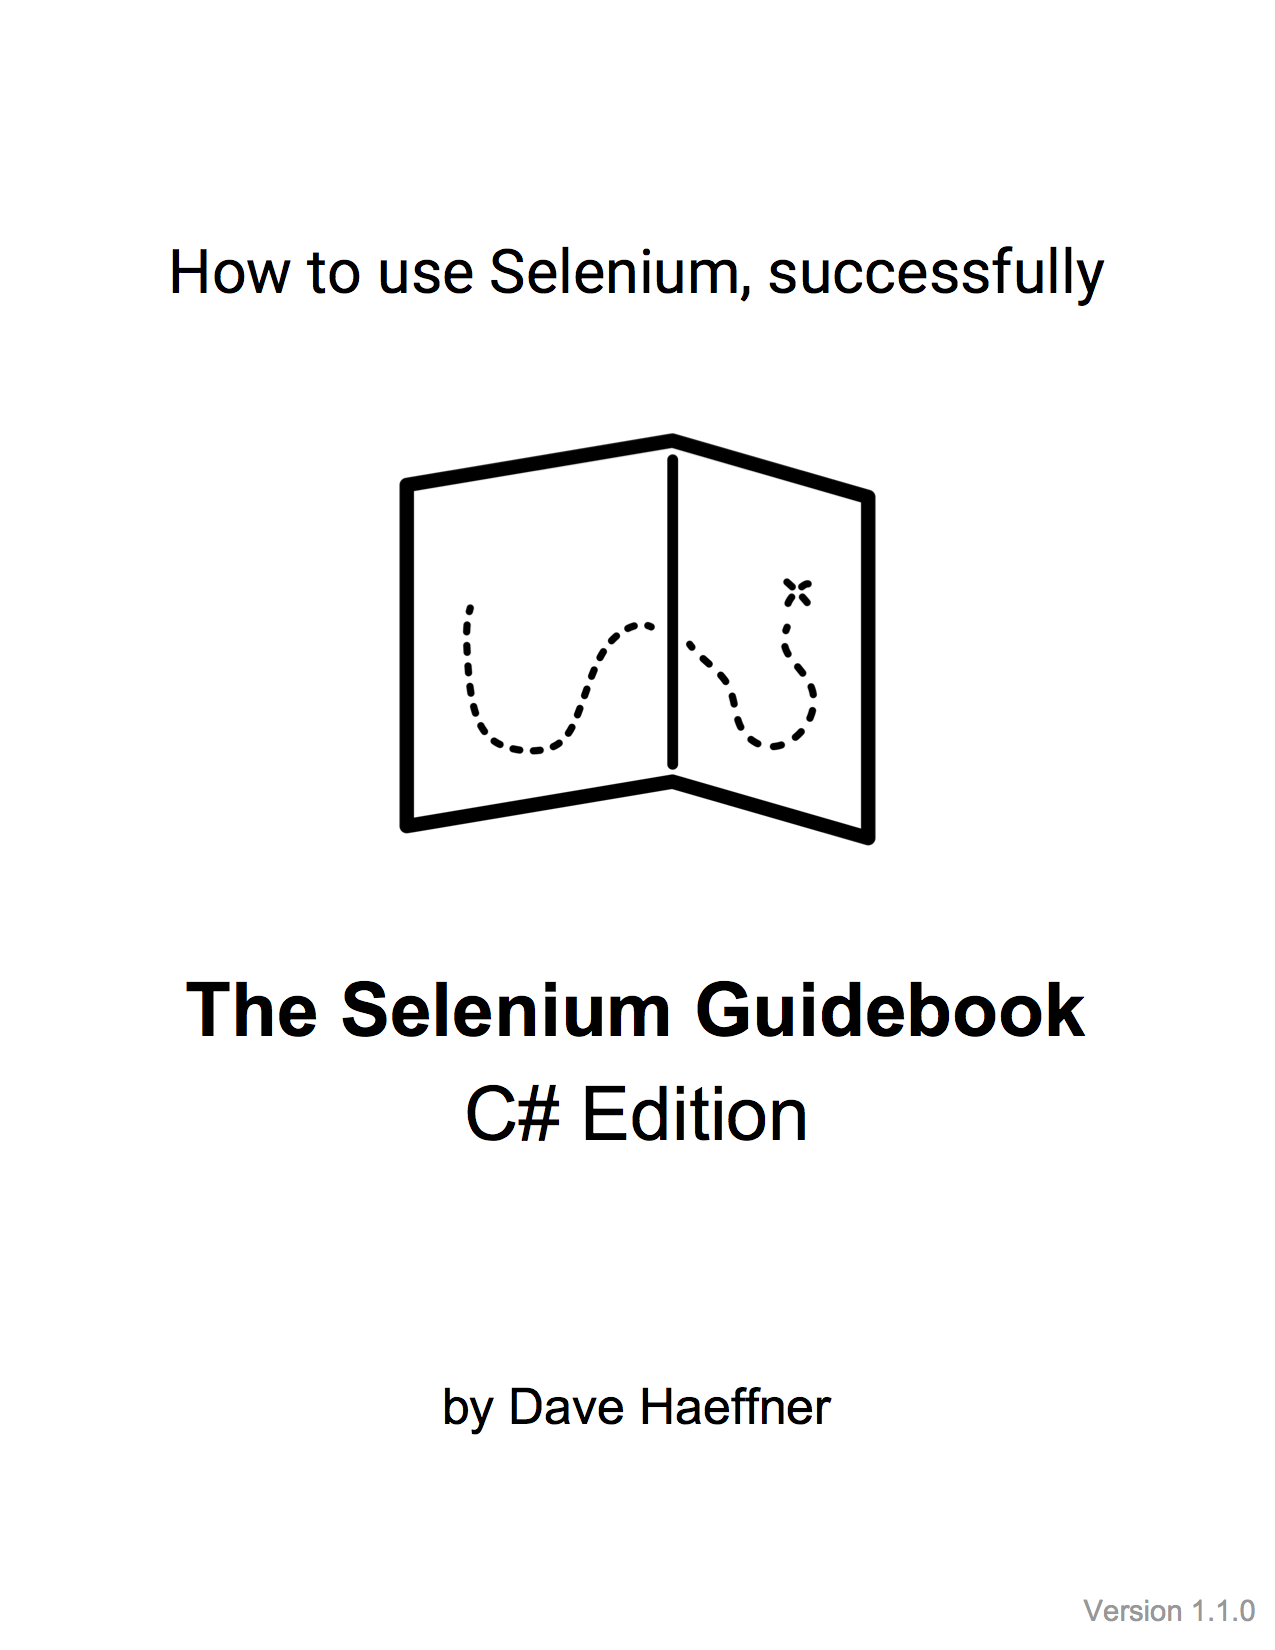 How to use Selenium, successfully
The Selenium Guidebook
C# Edition
by Dave Haeffner
Version 1.1.0